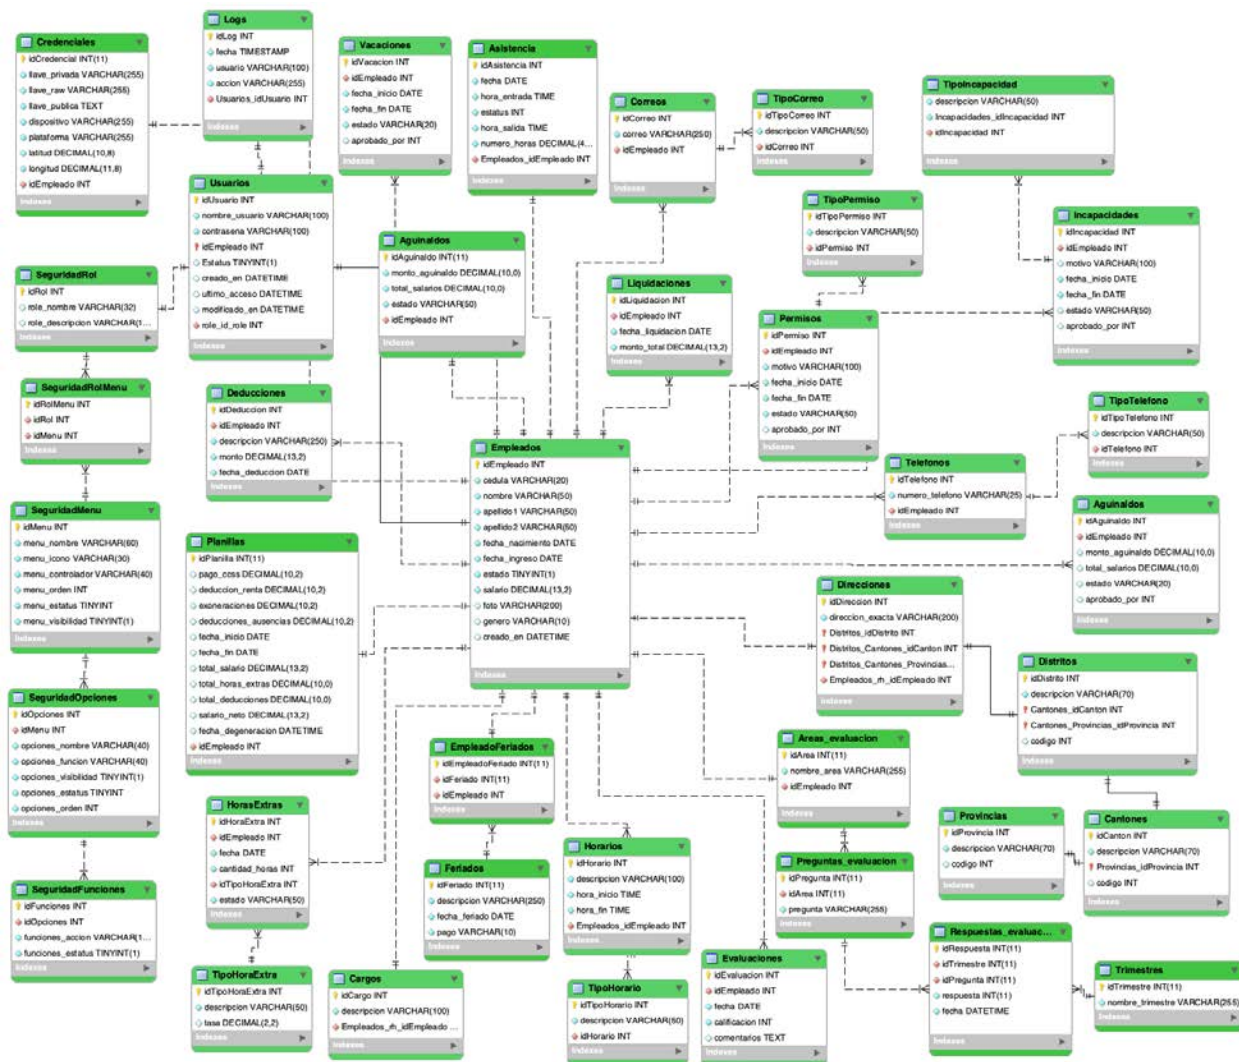 Credenciales
idCredencial INT(11)
llave_privada VARCHAR(255)
llave_raw VARCHAR(255)
llave_publica TEXT
dispositivo VARCHAR(255)
plataforma VARCHAR(255)
latitud DECIMAL(10,8)
longitud DECIMAL(11,8)
idEmpleado INT
Indexes
Logs
idLog INT
fecha TIMESTAMP
usuario VARCHAR(100)
accion VARCHAR(255)
Usuarios_idUsuario INT
Indexes
Vacaciones
idVacacion INT
idEmpleado INT
fecha_inicio DATE
fecha_fin DATE
estado VARCHAR(20)
aprobado_por INT
Indexes
Asistencia
idAsistencia INT
fecha DATE
hora_entrada TIME
estatus INT
hora_salida TIME
numero_horas DECIMAL(4...
Empleados_idEmpleado INT
Indexes
Correos
idCorreo INT
correo VARCHAR(250)
idEmpleado INT
Indexes
TipoCorreo
idTipoCorreo INT
descripcion VARCHAR(50)
idCorreo INT
Indexes
TipoIncapacidad
descripcion VARCHAR(50)
Incapacidades_idIncapacidad INT
idIncapacidad INT
Indexes
Usuarios
idUsuario INT
nombre_usuario VARCHAR(100)
contrasena VARCHAR(100)
idEmpleado INT
Estatus TINYINT(1)
creado_en DATETIME
ultimo_acceso DATETIME
modificado_en DATETIME
role_id_role INT
Indexes
Aguinaldos
idAguinaldo INT(11)
monto_aguinaldo DECIMAL(10,0)
total_salarios DECIMAL(10,0)
estado VARCHAR(50)
idEmpleado INT
Indexes
TipoPermiso
idTipoPermiso INT
descripcion VARCHAR(50)
idPermiso INT
Indexes
Incapacidades
idIncapacidad INT
idEmpleado INT
motivo VARCHAR(100)
fecha_inicio DATE
fecha_fin DATE
estado VARCHAR(50)
aprobado_por INT
Indexes
SeguridadRol
idRol INT
role_nombre VARCHAR(32)
role_descripcion VARCHAR(1...
Indexes
Liquidaciones
idLiquidacion INT
idEmpleado INT
fecha_liquidacion DATE
monto_total DECIMAL(13,2)
Indexes
Permisos
idPermiso INT
idEmpleado INT
motivo VARCHAR(100)
fecha_inicio DATE
fecha_fin DATE
estado VARCHAR(50)
aprobado_por INT
Indexes
SeguridadRolMenu
idRolMenu INT
idRol INT
idMenu INT
Indexes
Deducciones
idDeduccion INT
idEmpleado INT
descripcion VARCHAR(250)
monto DECIMAL(13,2)
fecha_deduccion DATE
Indexes
TipoTelefono
idTipoTelefono INT
descripcion VARCHAR(50)
idTelefono INT
Indexes
Empleados
idEmpleado INT
cedula VARCHAR(20)
nombre VARCHAR(50)
apellido1 VARCHAR(50)
apellido2 VARCHAR(50)
fecha_nacimiento DATE
fecha_ingreso DATE
estado TINYINT(1)
salario DECIMAL(13,2)
foto VARCHAR(200)
genero VARCHAR(10)
creado_en DATETIME
Indexes
Telefonos
idTelefono INT
numero_telefono VARCHAR(25)
idEmpleado INT
Indexes
SeguridadMenu
idMenu INT
menu_nombre VARCHAR(60)
menu_icono VARCHAR(30)
menu_controlador VARCHAR(40)
menu_orden INT
menu_estatus TINYINT
menu_visibilidad TINYINT(1)
Indexes
Aguinaldos
idAguinaldo INT
idEmpleado INT
monto_aguinaldo DECIMAL(10,0)
total_salarios DECIMAL(10,0)
estado VARCHAR(20)
aprobado_por INT
Indexes
Planillas
idPlanilla INT(11)
pago_ccss DECIMAL(10,2)
deduccion_renta DECIMAL(10,2)
exoneraciones DECIMAL(10,2)
deducciones_ausencias DECIMAL(10,2)
fecha_inicio DATE
fecha_fin DATE
total_salario DECIMAL(13,2)
total_horas_extras DECIMAL(10,0)
total_deducciones DECIMAL(10,0)
salario_neto DECIMAL(13,2)
fecha_degeneracion DATETIME
idEmpleado INT
Indexes
Direcciones
idDireccion INT
direccion_exacta VARCHAR(200)
Distritos_idDistrito INT
Distritos_Cantones_idCanton INT
Distritos_Cantones_Provincias...
Empleados_rh_idEmpleado INT
Indexes
Distritos
idDistrito INT
descripcion VARCHAR(70)
Cantones_idCanton INT
Cantones_Provincias_idProvincia INT
codigo INT
Indexes
SeguridadOpciones
idOpciones INT
idMenu INT
opciones_nombre VARCHAR(40)
opciones_funcion VARCHAR(40)
opciones_visibilidad TINYINT(1)
opciones_estatus TINYINT
opciones_orden INT
Indexes
EmpleadoFeriados
idEmpleadoFeriado INT(11)
idFeriado INT(11)
idEmpleado INT
Indexes
Areas_evaluacion
idArea INT(11)
nombre_area VARCHAR(255)
idEmpleado INT
Indexes
HorasExtras
idHoraExtra INT
idEmpleado INT
fecha DATE
cantidad_horas INT
idTipoHoraExtra INT
estado VARCHAR(50)
Indexes
Provincias
idProvincia INT
descripcion VARCHAR(70)
codigo INT
Indexes
Cantones
idCanton INT
descripcion VARCHAR(70)
Provincias_idProvincia INT
codigo INT
Indexes
Horarios
idHorario INT
descripcion VARCHAR(100)
hora_inicio TIME
hora_fin TIME
Empleados_idEmpleado INT
Indexes
Feriados
idFeriado INT(11)
descripcion VARCHAR(250)
fecha_feriado DATE
pago VARCHAR(10)
Indexes
Preguntas_evaluacion
idPregunta INT(11)
idArea INT(11)
pregunta VARCHAR(255)
Indexes
SeguridadFunciones
idFunciones INT
idOpciones INT
funciones_accion VARCHAR(1...
funciones_estatus TINYINT(1)
Indexes
Respuestas_evaluac...
idRespuesta INT(11)
idTrimestre INT(11)
idPregunta INT(11)
respuesta INT(11)
fecha DATETIME
Indexes
Trimestres
idTrimestre INT(11)
nombre_trimestre VARCHAR(255)
Indexes
TipoHoraExtra
idTipoHoraExtra INT
descripcion VARCHAR(50)
tasa DECIMAL(2,2)
Indexes
Cargos
idCargo INT
descripcion VARCHAR(100)
Empleados_rh_idEmpleado ...
Indexes
TipoHorario
idTipoHorario INT
descripcion VARCHAR(60)
idHorario INT
Indexes
Evaluaciones
idEvaluacion INT
idEmpleado INT
fecha DATE
calificacion INT
comentarios TEXT
Indexes